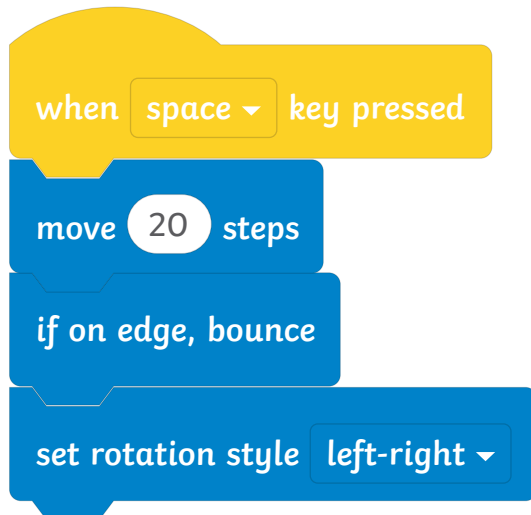 when space key pressed
move 20 steps
if on edge, bounce
set rotation style left-right